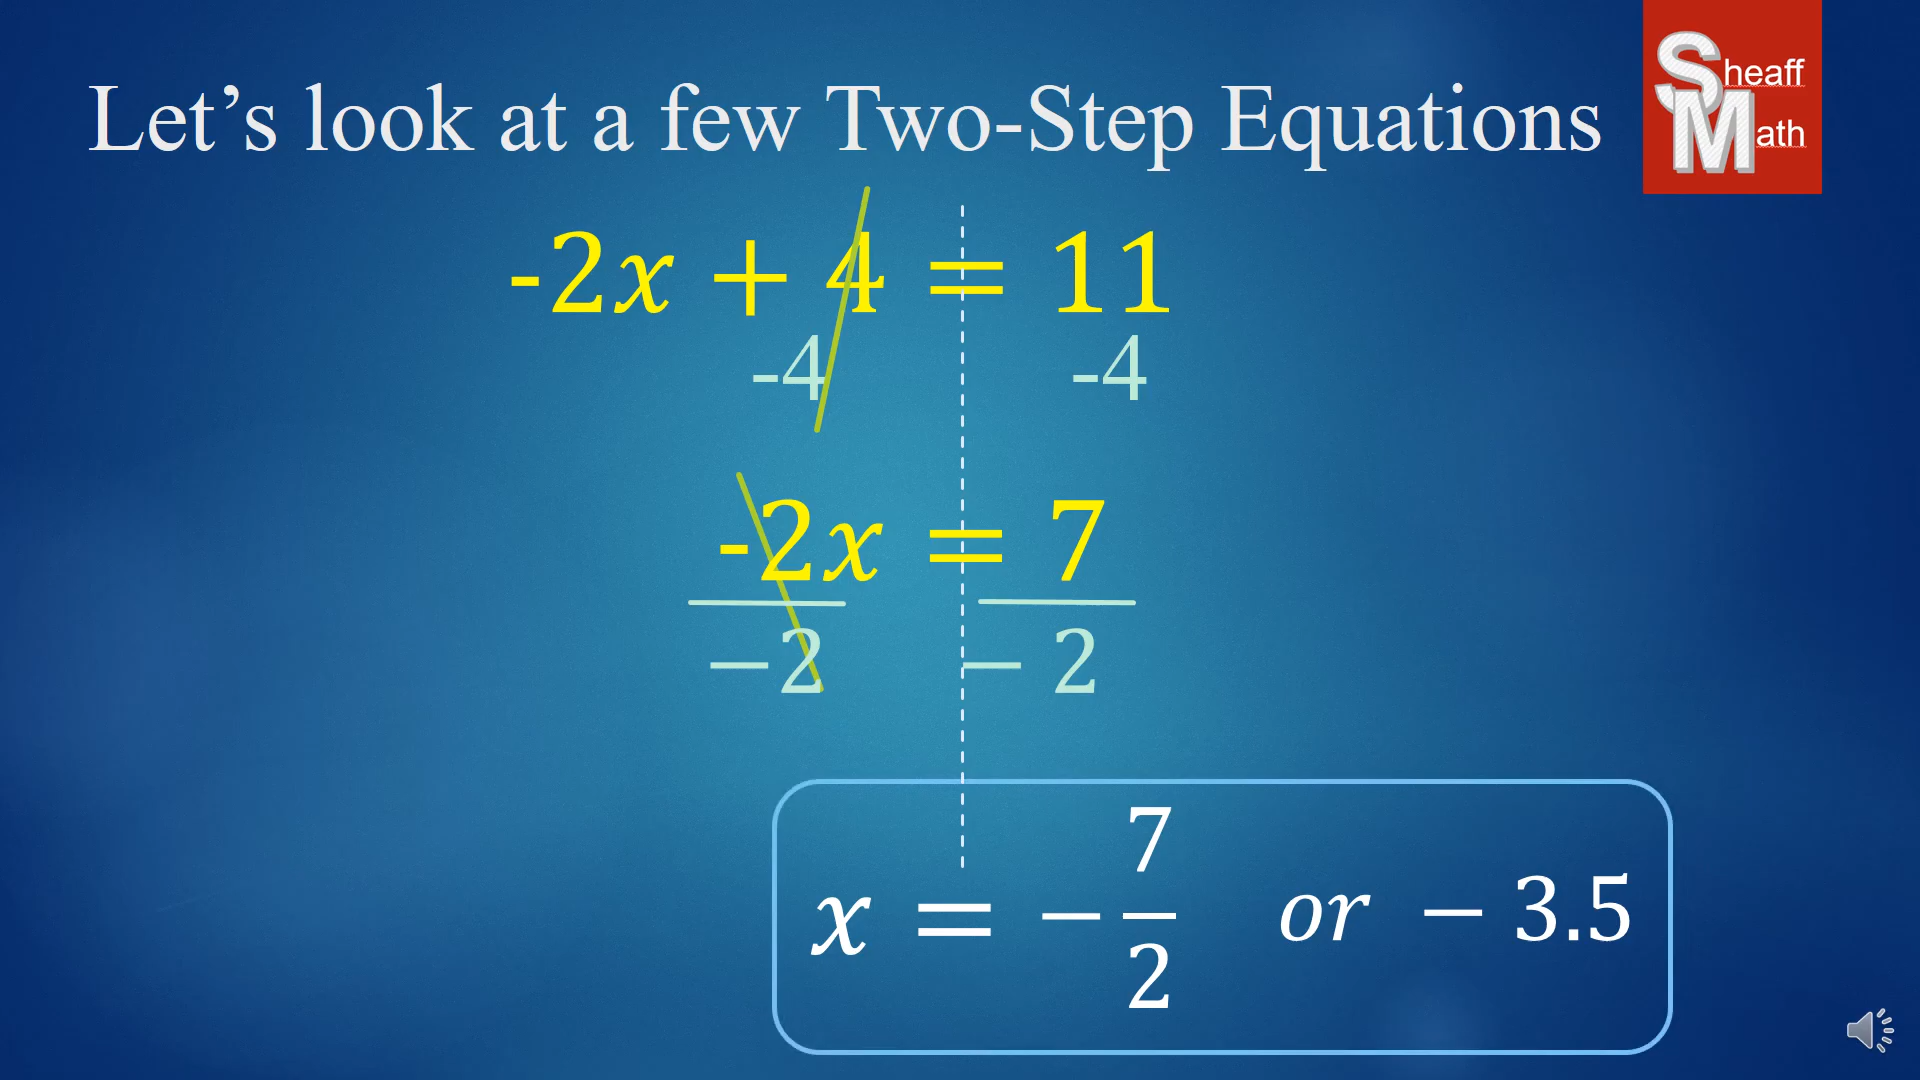 Let’s look at a few Two-Step Equations
Sheaff
Math
-2x + 4 = 11
-4 -4
-2x = 7
−2 − 2
x = −7/2 or − 3.5